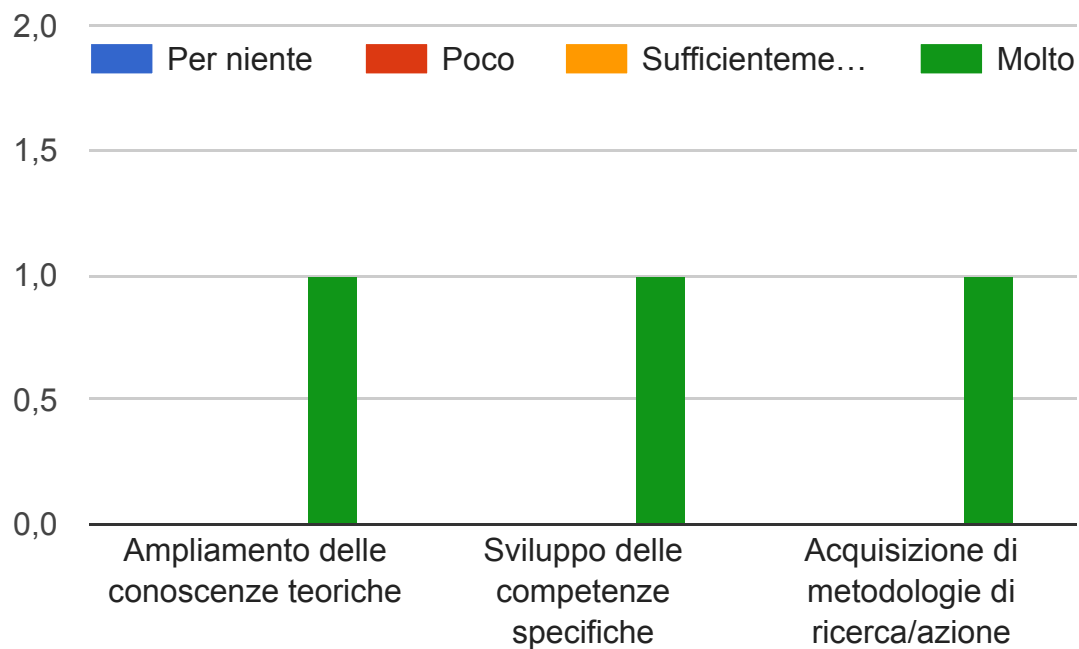 2,0
Per niente Poco Sufficienteme… Molto
1,5
1,0
0,5
0,0
Ampliamento delle
conoscenze teoriche
Sviluppo delle
competenze
specifiche
Acquisizione di
metodologie di
ricerca/azione